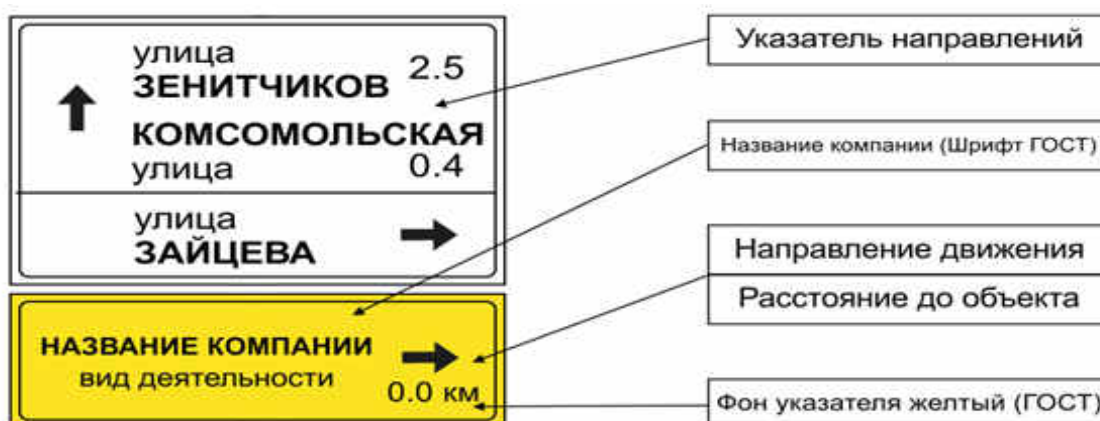 улица
ЗЕНИТЧИКОВ 2.5
КОМСОМОЛЬСКАЯ
улица 0.4
улица
ЗАЙЦЕВА
НАЗВАНИЕ КОМПАНИИ
вид деятельности
0.0 км
Указатель направлений
Название компании (Шрифт ГОСТ)
Направление движения
Расстояние до объекта
Фон указателя желтый (ГОСТ)